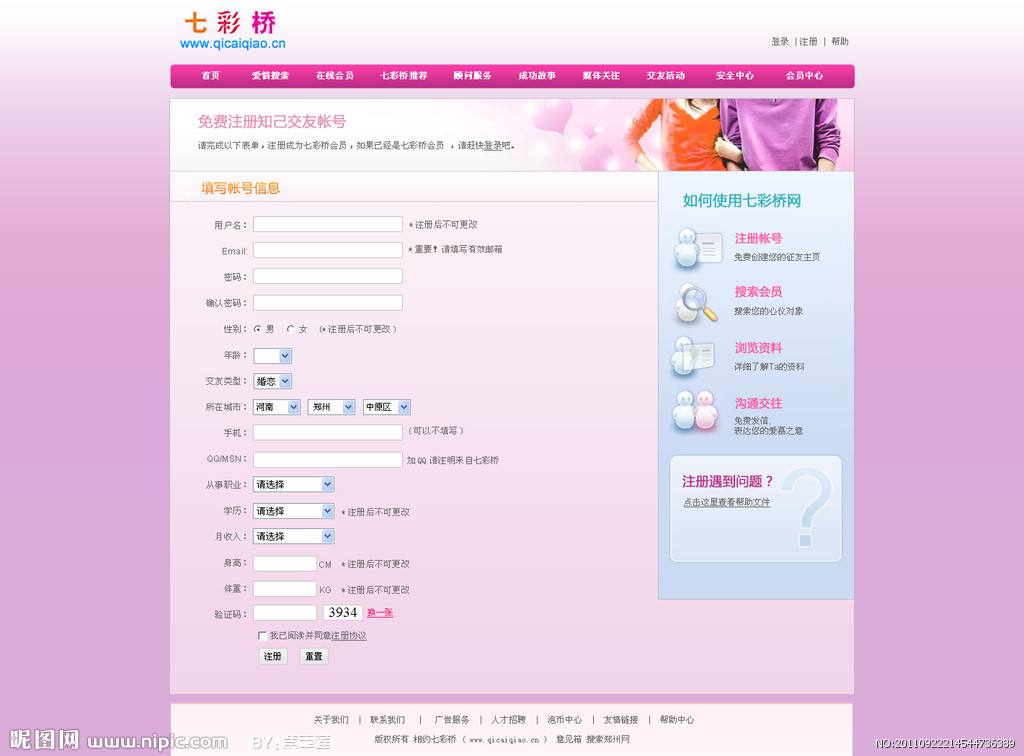 七彩桥
www.qicaiqiao.cn
登录 | 注册 | 帮助
首页 爱情搜索 在线会员 七彩桥推荐 顾问服务 成功故事 媒体关注 交友活动 安全中心 会员中心
免费注册知己交友帐号
请完成以下表单，注册成为七彩桥会员，如果已经是七彩桥会员 ，请赶快登录吧。
填写帐号信息
用户名： *注册后不可更改
Email: *重要！请填写有效邮箱
密码：
确认密码：
性别： 男 女 （*注册后不可更改）
年龄：
交友类型： 婚恋
所在城市： 河南 郑州 中原区
手机： （可以不填写）
QQ/MSN： 加QQ请注明来自七彩桥
从事职业： 请选择
学历： 请选择 *注册后不可更改
月收入： 请选择
身高： CM *注册后不可更改
体重： KG *注册后不可更改
验证码： 3934 换一张
我已阅读并同意注册协议
注册 重置
如何使用七彩桥网
注册帐号
免费创建您的征友主页
搜索会员
搜索您的心仪对象
浏览资料
详细了解Ta的资料
沟通交往
免费发信,
表达您的爱慕之意
注册遇到问题？
点击这里查看帮助文件
?
关于我们 | 联系我们 | 广告服务 | 人才招聘 | 泡币中心 | 友情链接 | 帮助中心
版权所有 相约七彩桥（www.qicaiqiao.cn） 意见箱 搜索郑州网
昵图网 www.nipic.com BY:
NO:20110922214544736389